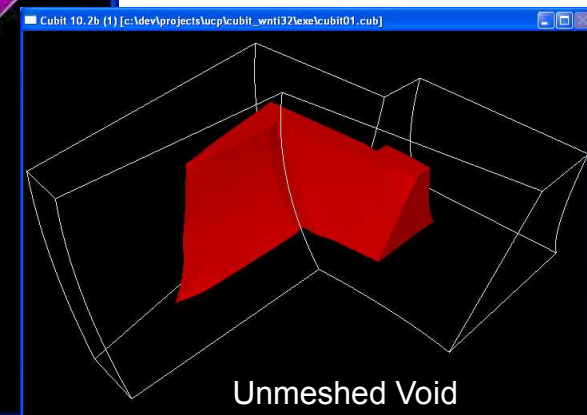 Cubit 10.2b (1) [c:\dev\projects\ucp\cubit_wnti32\exe\cubit01.cub]
Unmeshed Void